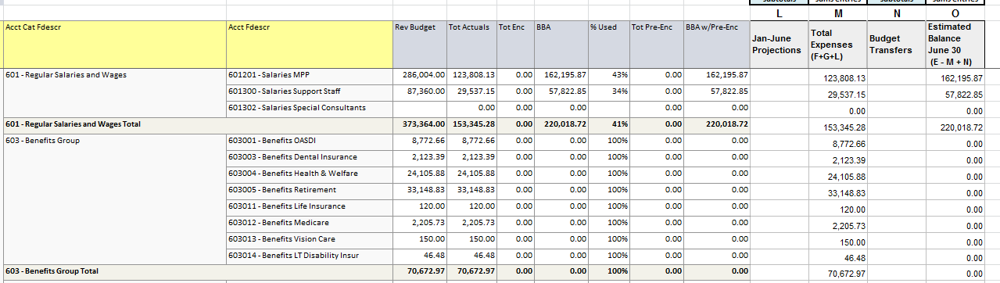 L M N O
Acct Cat Fdescr Acct Fdescr Rev Budget Tot Actuals Tot Enc BBA % Used Tot Pre-Enc BBA w/Pre-Enc Jan-June Projections Total Expenses (F+G+L) Budget Transfers Estimated Balance June 30 (E - M + N)
601 - Regular Salaries and Wages 601201 - Salaries MPP 286,004.00 123,808.13 0.00 162,195.87 43% 0.00 162,195.87 123,808.13 162,195.87
601300 - Salaries Support Staff 87,360.00 29,537.15 0.00 57,822.85 34% 0.00 57,822.85 29,537.15 57,822.85
601302 - Salaries Special Consultants 0.00 0.00 0.00 0.00 0.00 0.00 0.00
601 - Regular Salaries and Wages Total 373,364.00 153,345.28 0.00 220,018.72 41% 0.00 220,018.72 153,345.28 220,018.72
603 - Benefits Group 603001 - Benefits OASDI 8,772.66 8,772.66 0.00 0.00 100% 0.00 0.00 8,772.66 0.00
603003 - Benefits Dental Insurance 2,123.39 2,123.39 0.00 0.00 100% 0.00 0.00 2,123.39 0.00
603004 - Benefits Health & Welfare 24,105.88 24,105.88 0.00 0.00 100% 0.00 0.00 24,105.88 0.00
603005 - Benefits Retirement 33,148.83 33,148.83 0.00 0.00 100% 0.00 0.00 33,148.83 0.00
603011 - Benefits Life Insurance 120.00 120.00 0.00 0.00 100% 0.00 0.00 120.00 0.00
603012 - Benefits Medicare 2,205.73 2,205.73 0.00 0.00 100% 0.00 0.00 2,205.73 0.00
603013 - Benefits Vision Care 150.00 150.00 0.00 0.00 100% 0.00 0.00 150.00 0.00
603014 - Benefits LT Disability Insur 46.48 46.48 0.00 0.00 100% 0.00 0.00 46.48 0.00
603 - Benefits Group Total 70,672.97 70,672.97 0.00 0.00 100% 0.00 0.00 70,672.97 0.00